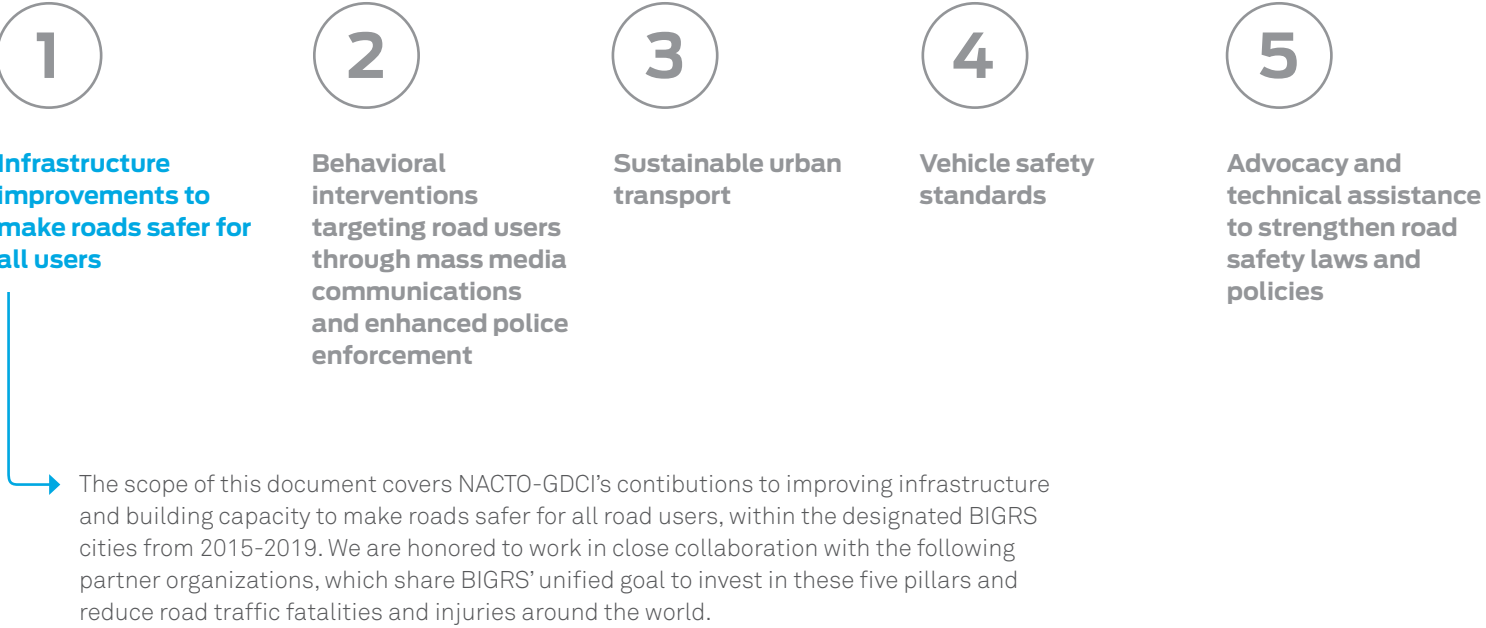 1
Infrastructure
improvements to
make roads safer for
all users
2
Behavioral
interventions
targeting road users
through mass media
communications
and enhanced police
enforcement
3
Sustainable urban
transport
4
Vehicle safety
standards
5
Advocacy and
technical assistance
to strengthen road
safety laws and
policies
The scope of this document covers NACTO-GDCI's contibutions to improving infrastructure
and building capacity to make roads safer for all road users, within the designated BIGRS
cities from 2015-2019. We are honored to work in close collaboration with the following
partner organizations, which share BIGRS' unified goal to invest in these five pillars and
reduce road traffic fatalities and injuries around the world.